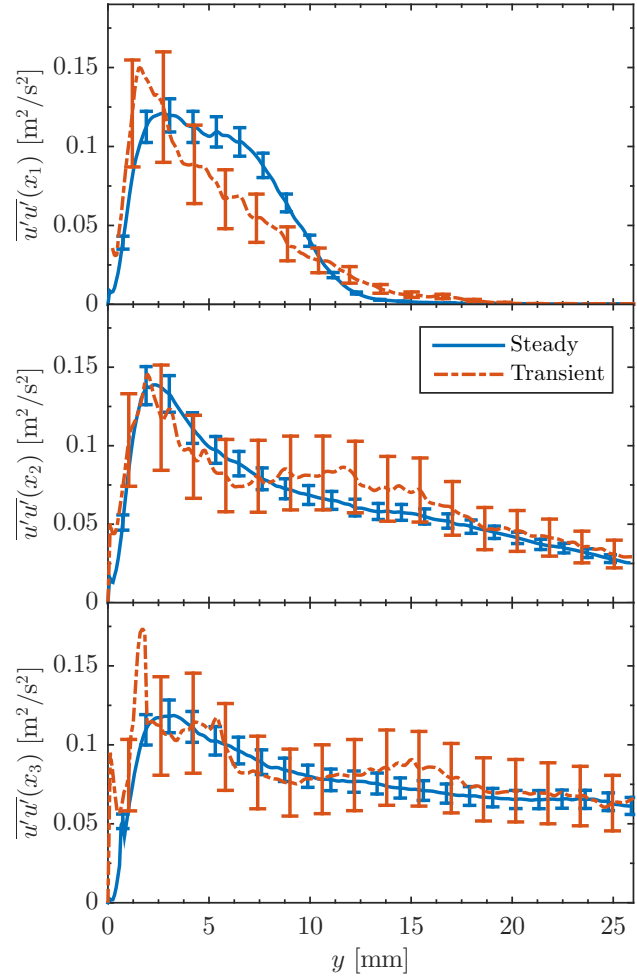 0.15
0.1
0.05
0
u′u′(x₁) [m²/s²]
Steady
Transient
0.15
0.1
0.05
0
u′u′(x₂) [m²/s²]
0.15
0.1
0.05
0
u′u′(x₃) [m²/s²]
0 5 10 15 20 25
y [mm]